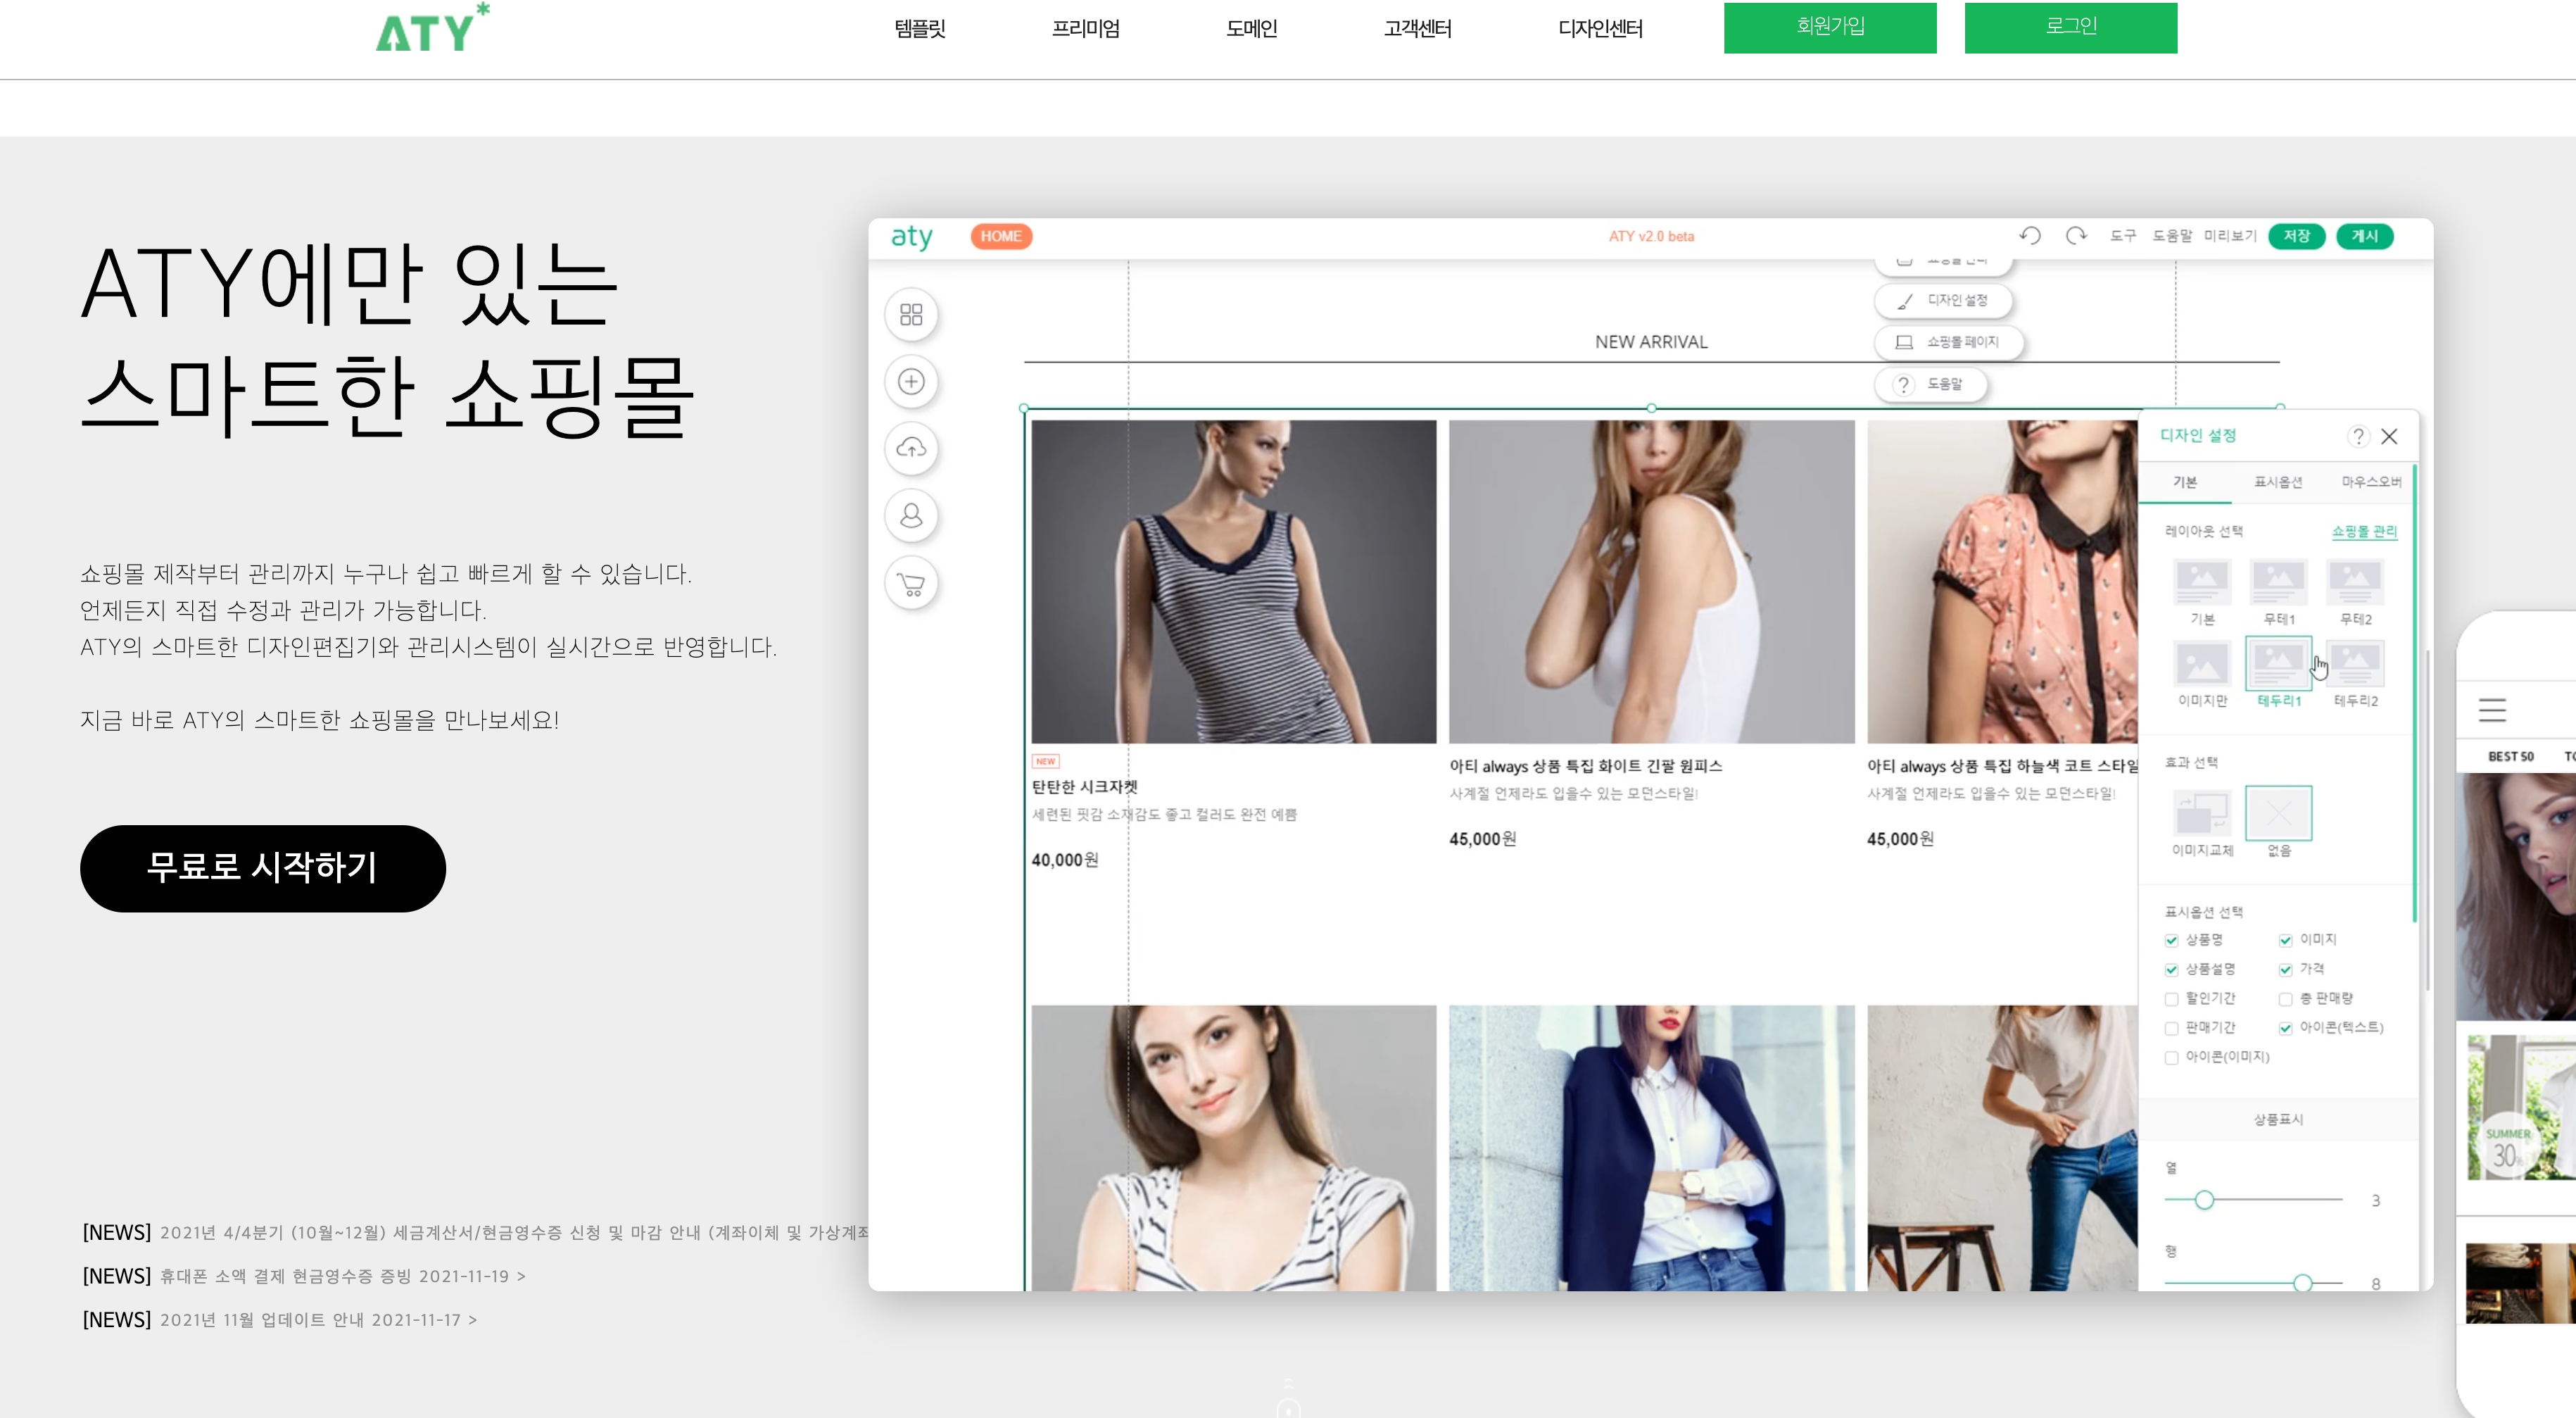 ATY*
템플릿
프리미엄
도메인
고객센터
디자인센터
회원가입
로그인
ATY에만 있는
스마트한 쇼핑몰
쇼핑몰 제작부터 관리까지 누구나 쉽고 빠르게 할 수 있습니다.
언제든지 직접 수정과 관리가 가능합니다.
ATY의 스마트한 디자인편집기와 관리시스템이 실시간으로 반영합니다.
지금 바로 ATY의 스마트한 쇼핑몰을 만나보세요!
무료로 시작하기
[NEWS] 2021년 4/4분기 (10월~12월) 세금계산서/현금영수증 신청 및 마감 안내 (계좌이체 및 가상계좌
[NEWS] 휴대폰 소액 결제 현금영수증 증빙 2021-11-19 >
[NEWS] 2021년 11월 업데이트 안내 2021-11-17 >
aty
HOME
ATY v2.0 beta
도구
도움말
미리보기
저장
게시
디자인 설정
NEW ARRIVAL
쇼핑몰 페이지
도움말
NEW
탄탄한 시크자켓
세련된 핏감 소재감도 좋고 컬러도 완전 예쁨
40,000원
아티 always 상품 특집 화이트 긴팔 원피스
사계절 언제라도 입을수 있는 모던스타일!
45,000원
아티 always 상품 특집 하늘색 코트 스타일
사계절 언제라도 입을수 있는 모던스타일!
45,000원
디자인 설정
?
기본
표시옵션
마우스오버
레이아웃 선택
쇼핑몰 관리
기본
무테1
무테2
이미지만
테두리1
테두리2
효과 선택
이미지교체
없음
표시옵션 선택
상품명
이미지
상품설명
가격
할인기간
총 판매량
판매기간
아이콘(텍스트)
아이콘(이미지)
상품표시
열
3
행
8
BEST 50
SUMMER
30%